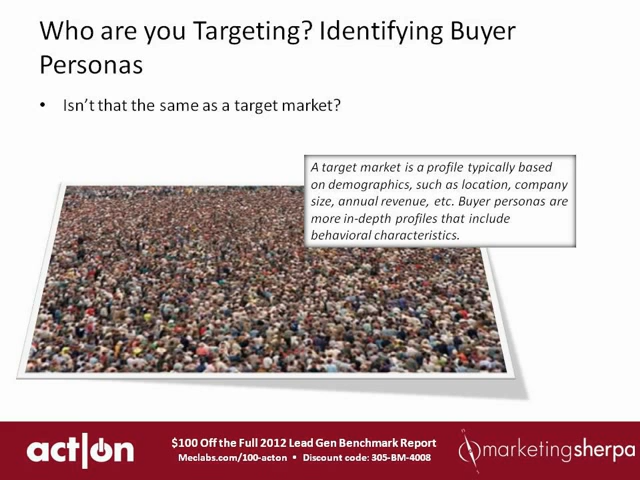 Who are you Targeting? Identifying Buyer
Personas
• Isn't that the same as a target market?
A target market is a profile typically based
on demographics, such as location, company
size, annual revenue, etc. Buyer personas are
more in-depth profiles that include
behavioral characteristics.
act|on
$100 Off the Full 2012 Lead Gen Benchmark Report
Meclabs.com/100-acton ▪ Discount code: 305-BM-4008
marketingsherpa